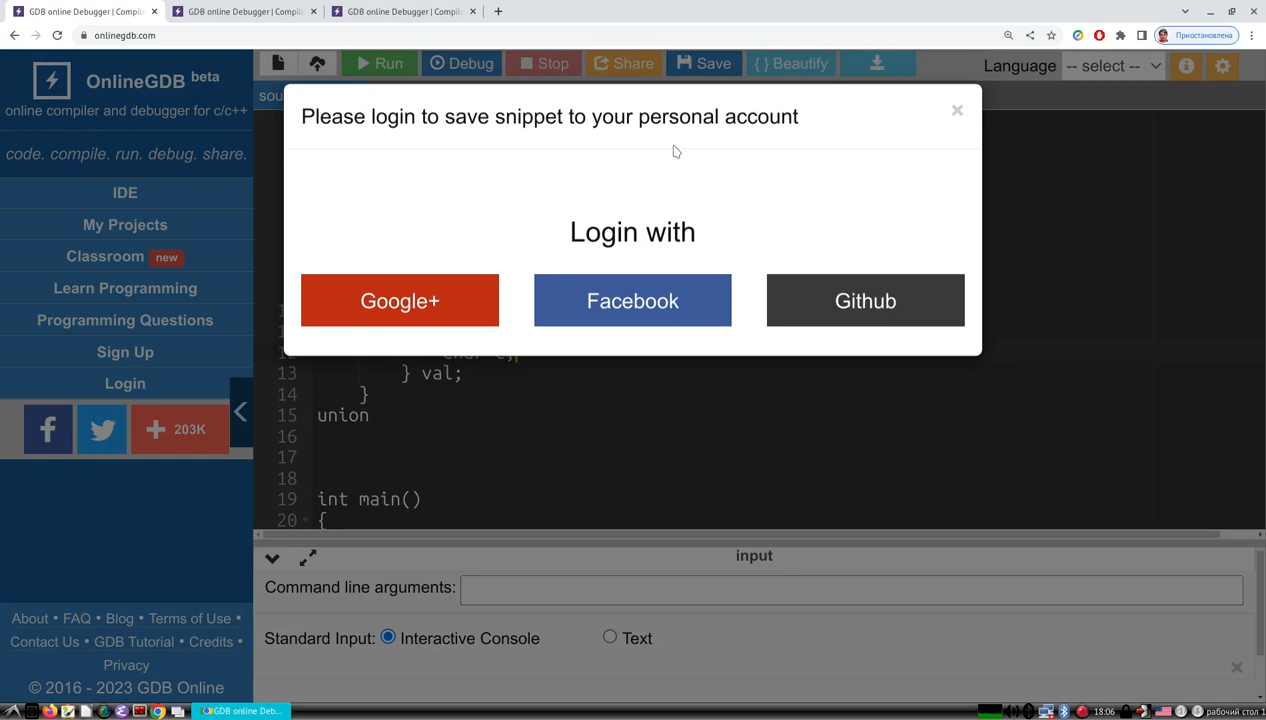 GDB online Debugger | Compile
GDB online Debugger | Compile
GDB online Debugger | Compile
onlinegdb.com
Приостановлена
OnlineGDB beta
online compiler and debugger for c/c++
code. compile. run. debug. share.
IDE
My Projects
Classroom new
Learn Programming
Programming Questions
Sign Up
Login
203K
About • FAQ • Blog • Terms of Use •
Contact Us • GDB Tutorial • Credits •
Privacy
© 2016 - 2023 GDB Online
Run
Debug
Stop
Share
Save
{ } Beautify
Language
-- select --
sou
Please login to save snippet to your personal account
×
Login with
Google+
Facebook
Github
13 } val;
14 }
15 union
16
17
18
19 int main()
20 {
input
Command line arguments:
Standard Input: Interactive Console Text
GDB online Deb...
18:06
рабочий стол 1